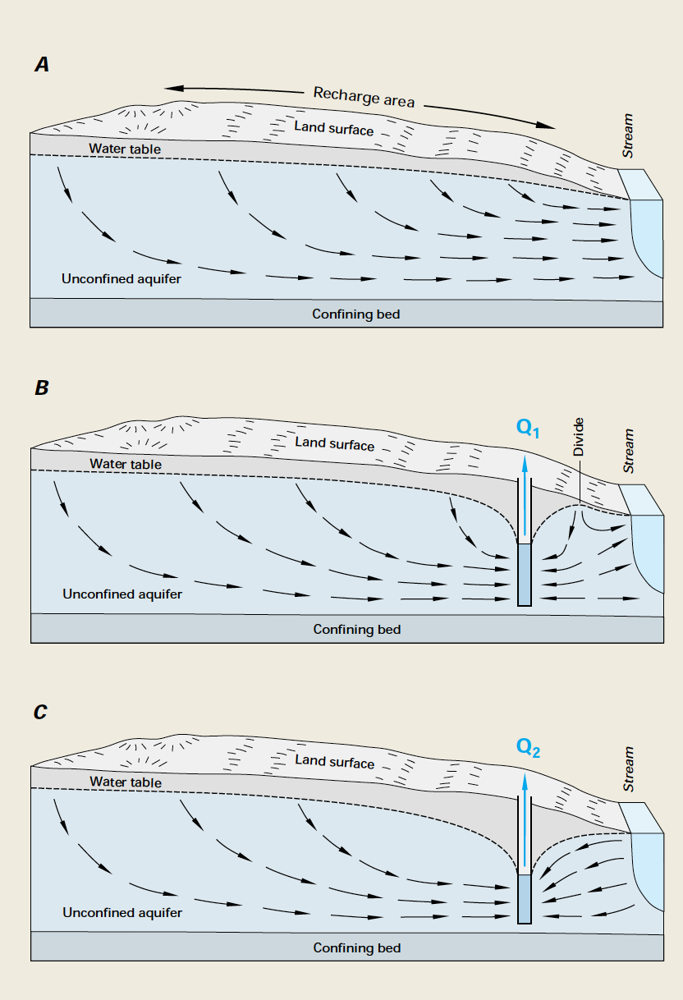 A
Recharge area
Land surface
Stream
Water table
Unconfined aquifer
Confining bed
B
Q1
Divide
Stream
Land surface
Water table
Unconfined aquifer
Confining bed
C
Q2
Stream
Land surface
Water table
Unconfined aquifer
Confining bed